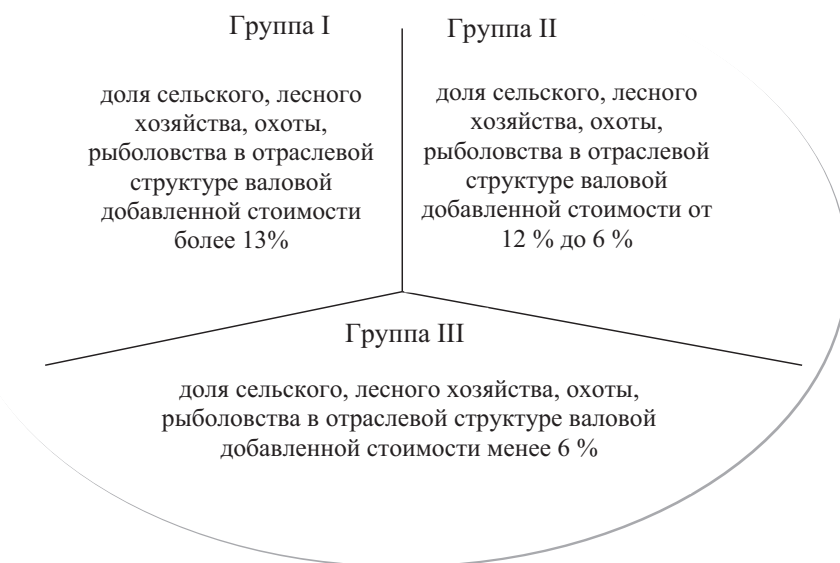 Группа I
доля сельского, лесного
хозяйства, охоты,
рыболовства в отраслевой
структуре валовой
добавленной стоимости
более 13%
Группа II
доля сельского, лесного
хозяйства, охоты,
рыболовства в отраслевой
структуре валовой
добавленной стоимости от
12 % до 6 %
Группа III
доля сельского, лесного хозяйства, охоты,
рыболовства в отраслевой структуре валовой
добавленной стоимости менее 6 %